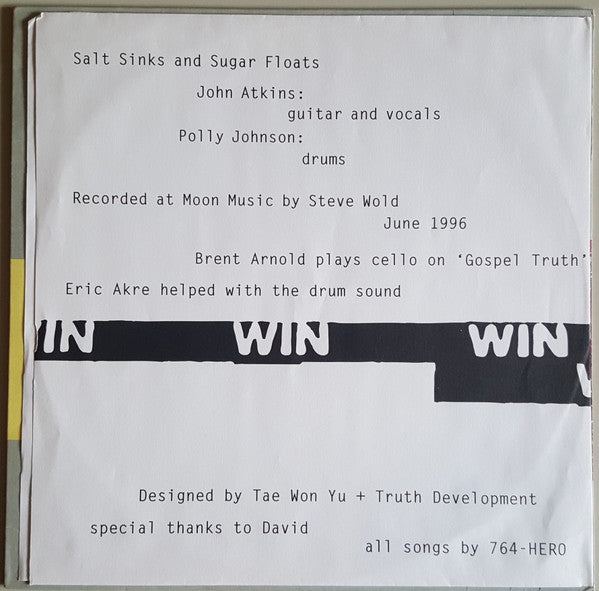 Salt Sinks and Sugar Floats
John Atkins:
guitar and vocals
Polly Johnson:
drums
Recorded at Moon Music by Steve Wold
June 1996
Brent Arnold plays cello on ‘Gospel Truth’
Eric Akre helped with the drum sound
WIN WIN WIN
W
Designed by Tae Won Yu + Truth Development
special thanks to David
all songs by 764-HERO